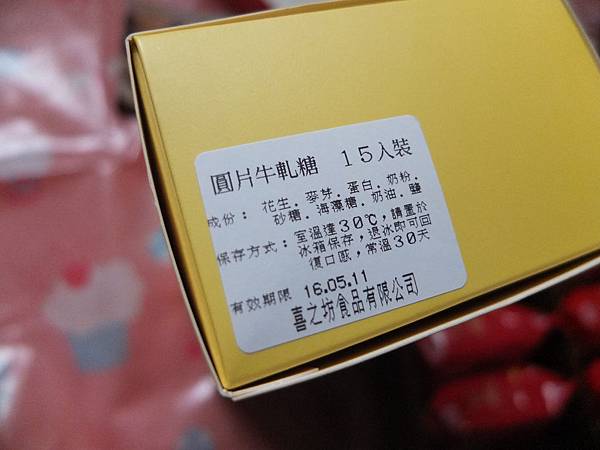 圓片牛軋糖 15入裝
成份: 花生.麥芽.蛋白.奶粉.
砂糖.海藻糖.奶油.鹽
保存方式:室溫達30℃,請置於
冰箱保存,退冰即可回
復口感,常溫30天
有效期限 16.05.11
喜之坊食品有限公司